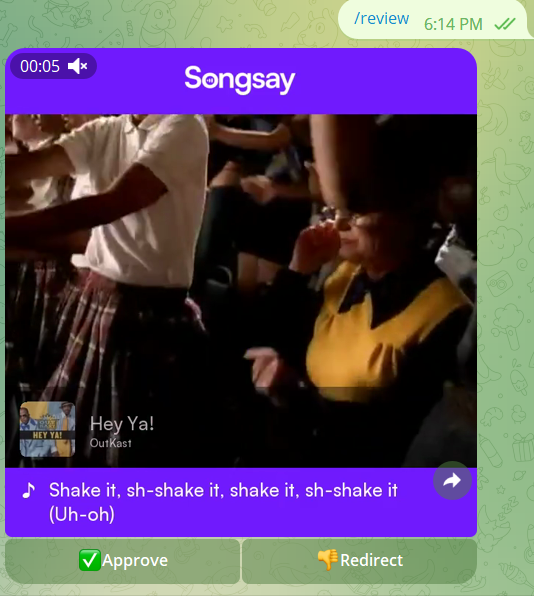 /review 6:14 PM
00:05
Songsay
HEY YA!
Hey Ya!
OutKast
Shake it, sh-shake it, shake it, sh-shake it
(Uh-oh)
Approve
Redirect